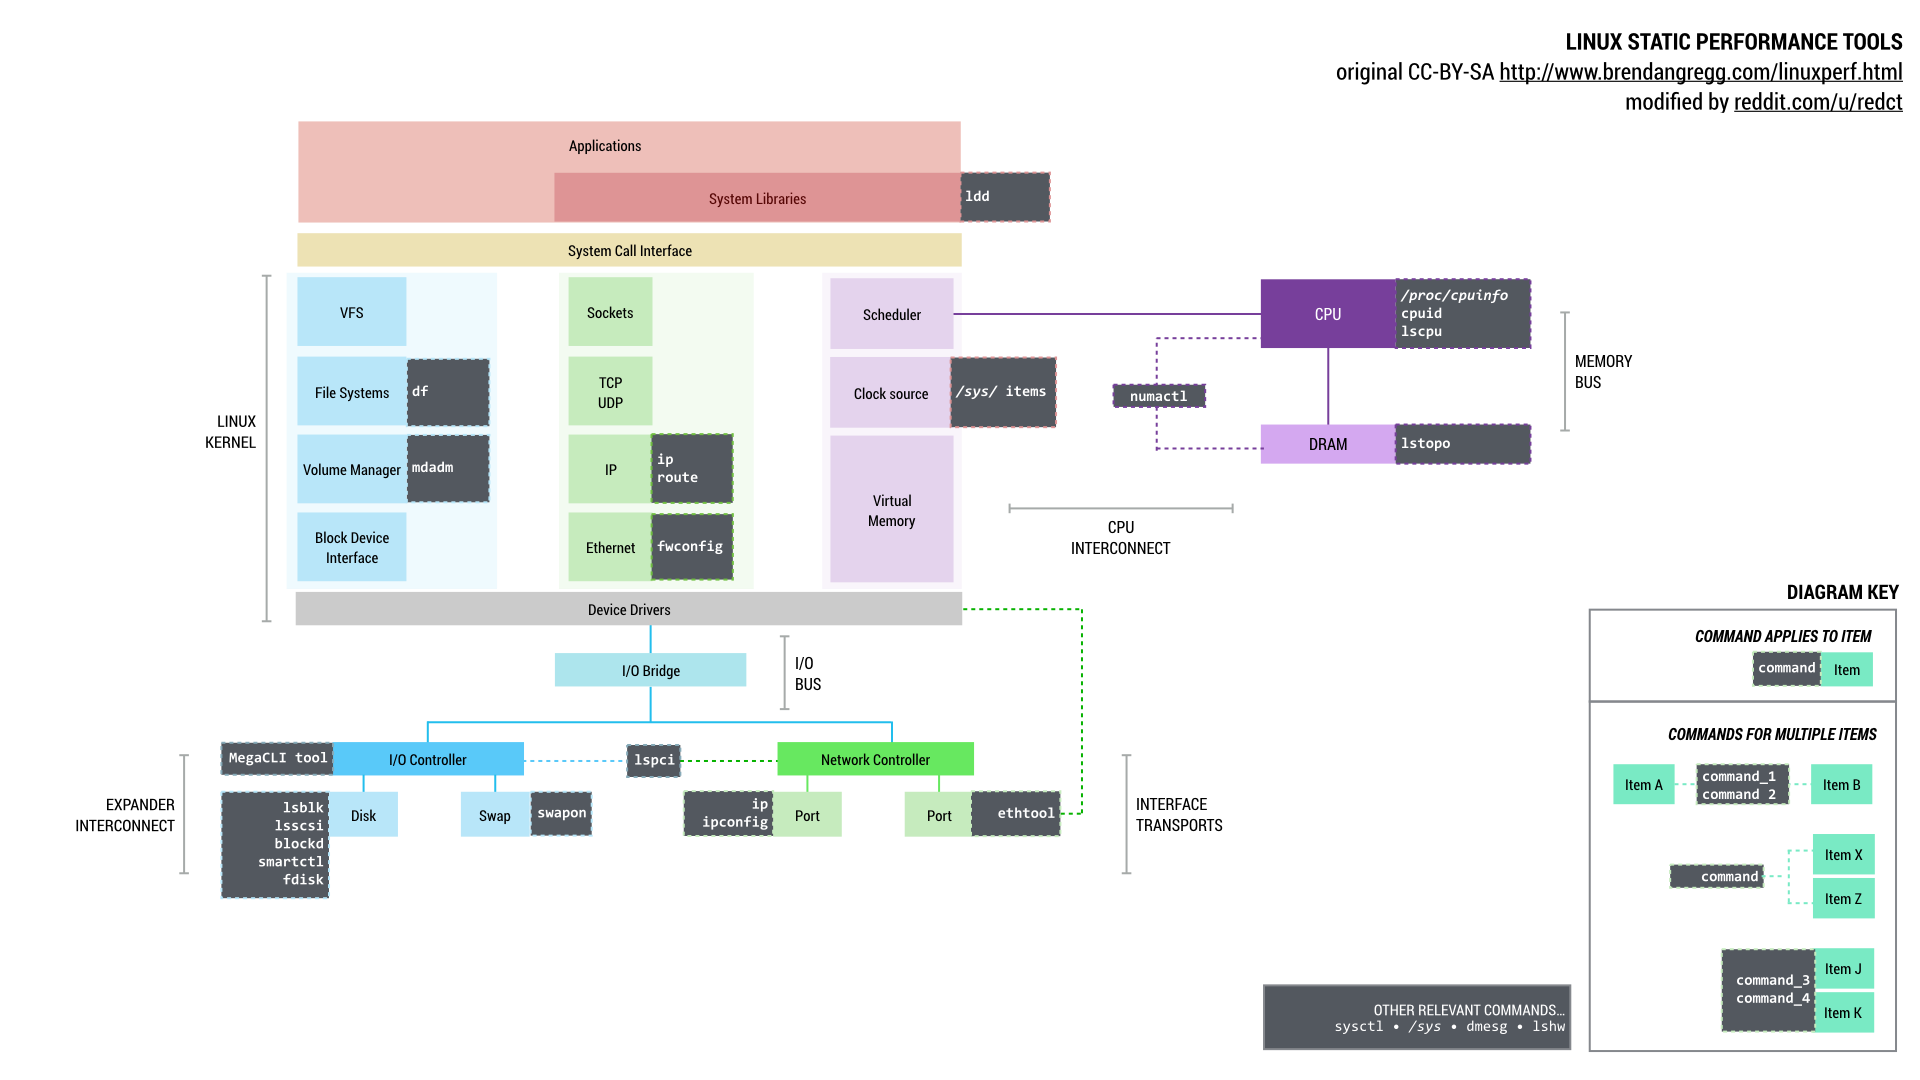 LINUX STATIC PERFORMANCE TOOLS
original CC-BY-SA http://www.brendangregg.com/linuxperf.html
modified by reddit.com/u/redct
Applications
System Libraries
ldd
System Call Interface
LINUX
KERNEL
VFS
File Systems
df
Volume Manager
mdadm
Block Device
Interface
Sockets
TCP
UDP
IP
ip
route
Ethernet
fwconfig
Scheduler
Clock source
/sys/ items
Virtual
Memory
CPU
/proc/cpuinfo
cpuid
lscpu
numactl
DRAM
lstopo
MEMORY
BUS
CPU
INTERCONNECT
Device Drivers
I/O Bridge
I/O
BUS
MegaCLI tool
I/O Controller
lspci
Network Controller
EXPANDER
INTERCONNECT
lsblk
lsscsi
blockd
smartctl
fdisk
Disk
Swap
swapon
ip
ipconfig
Port
Port
ethtool
INTERFACE
TRANSPORTS
DIAGRAM KEY
COMMAND APPLIES TO ITEM
command
Item
COMMANDS FOR MULTIPLE ITEMS
Item A
command_1
command 2
Item B
command
Item X
Item Z
command_3
command_4
Item J
Item K
OTHER RELEVANT COMMANDS...
sysctl • /sys • dmesg • lshw